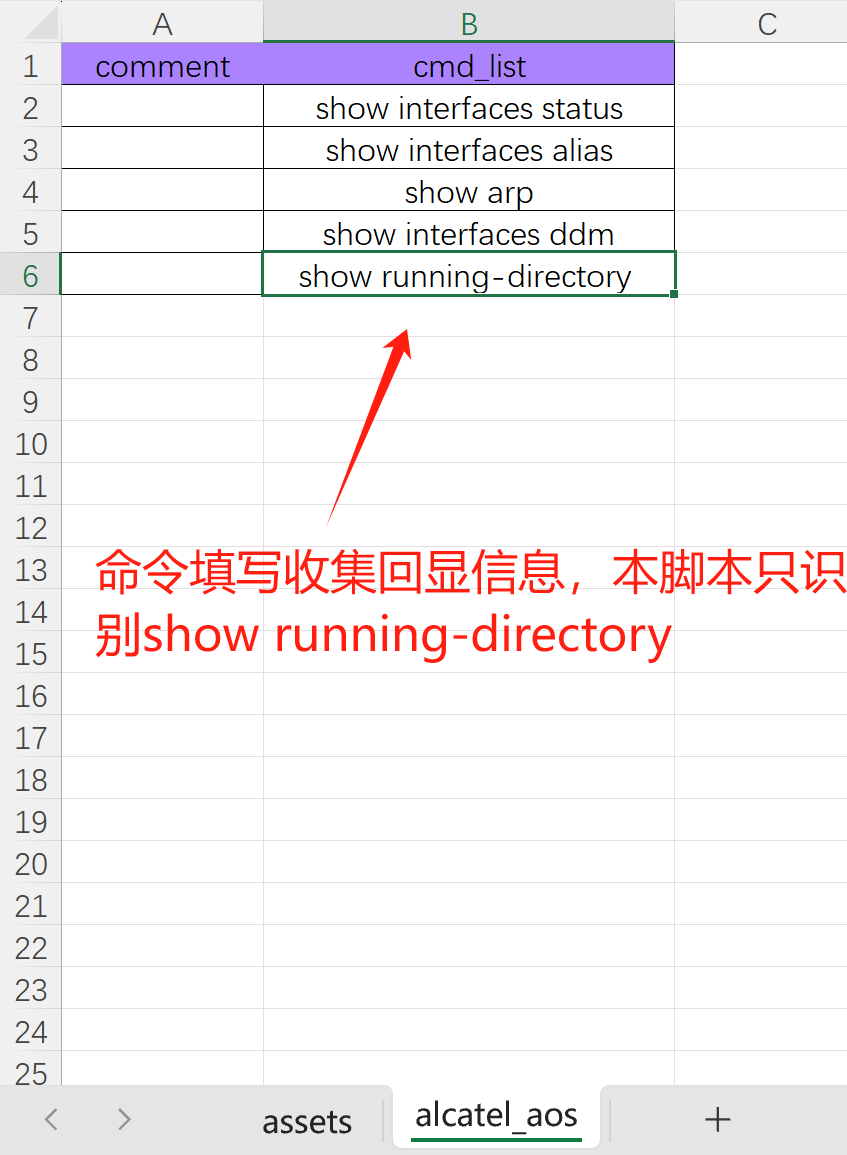 A B C
1 comment cmd_list
2 show interfaces status
3 show interfaces alias
4 show arp
5 show interfaces ddm
6 show running-directory
7
8
9
10
11
12
13
14
15
16
17
18
19
20
21
22
23
24
25
命令填写收集回显信息，本脚本只识
别show running-directory
assets alcatel_aos